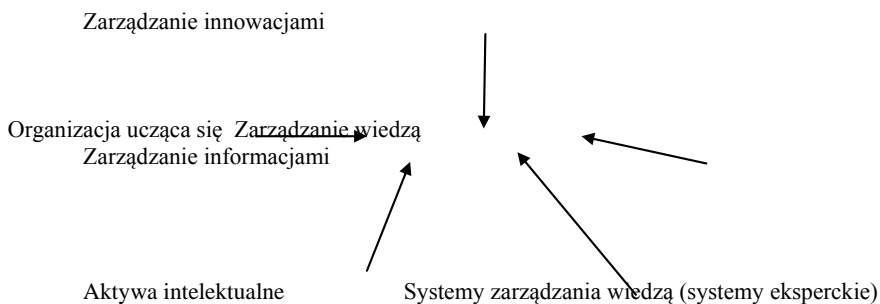 Zarządzanie innowacjami
Organizacja ucząca się Zarządzanie wiedzą
Zarządzanie informacjami
Aktywa intelektualne Systemy zarządzania wiedzą (systemy eksperckie)